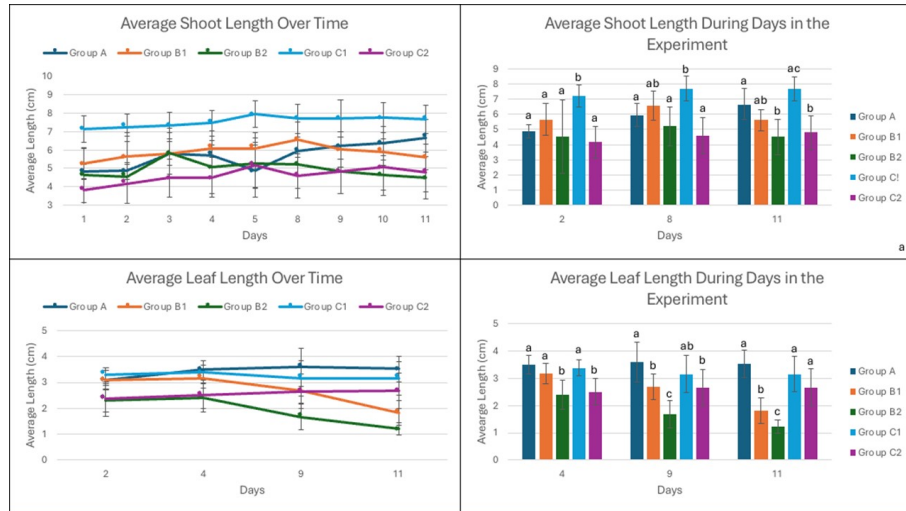 Average Shoot Length Over Time
Group A Group B1 Group B2 Group C1 Group C2
Average Length (cm)
10
9
8
7
6
5
4
3
1 2 3 4 5 8 9 10 11
Days
Average Shoot Length During Days in the
Experiment
Average Length (cm)
9
8
7
6
5
4
3
2
1
0
a a a b a
a ab a b a
a ab b ac b
2 8 11
Days
Group A
Group B1
Group B2
Group C!
Group C2
a
Average Leaf Length Over Time
Group A Group B1 Group B2 Group C1 Group C2
Average Length (cm)
5
4
3
2
1
0
2 4 9 11
Days
Average Leaf Length During Days in the
Experiment
Avearge Length (cm)
5
4
3
2
1
0
a a b a b
a b c ab b
a b c a a
4 9 11
Days
Group A
Group B1
Group B2
Group C1
Group C2